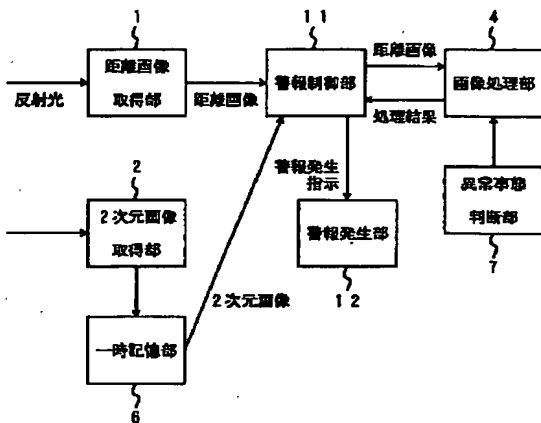 1
距離画像
取得部
反射光
距離画像
11
警報制御部
距離画像
処理結果
4
画像処理部
警報発生
指示
2
2次元画像
取得部
警報発生部
12
異常事態
判断部
7
2次元画像
一時記憶部
6